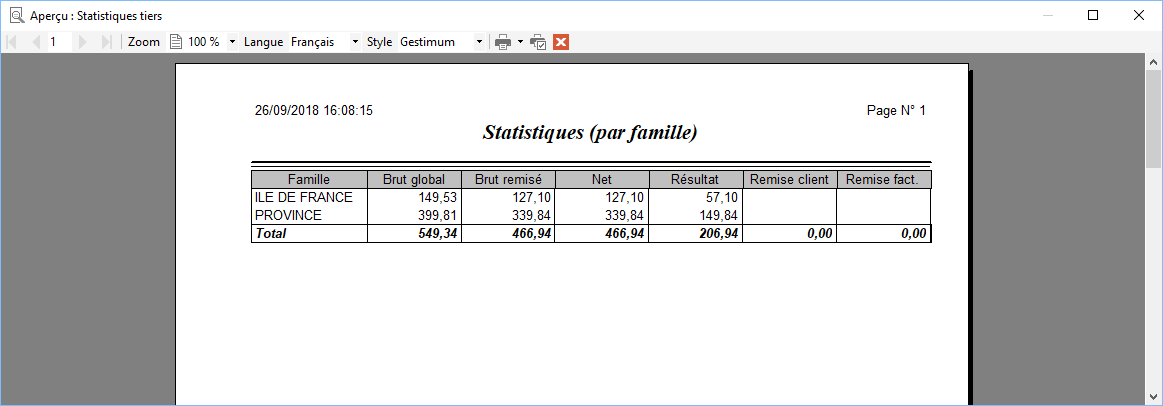 Aperçu : Statistiques tiers
1 Zoom 100 % Langue Français Style Gestimum
26/09/2018 16:08:15 Page N° 1
Statistiques (par famille)
Famille Brut global Brut remisé Net Résultat Remise client Remise fact.
ILE DE FRANCE 149,53 127,10 127,10 57,10
PROVINCE 399,81 339,84 339,84 149,84
Total 549,34 466,94 466,94 206,94 0,00 0,00